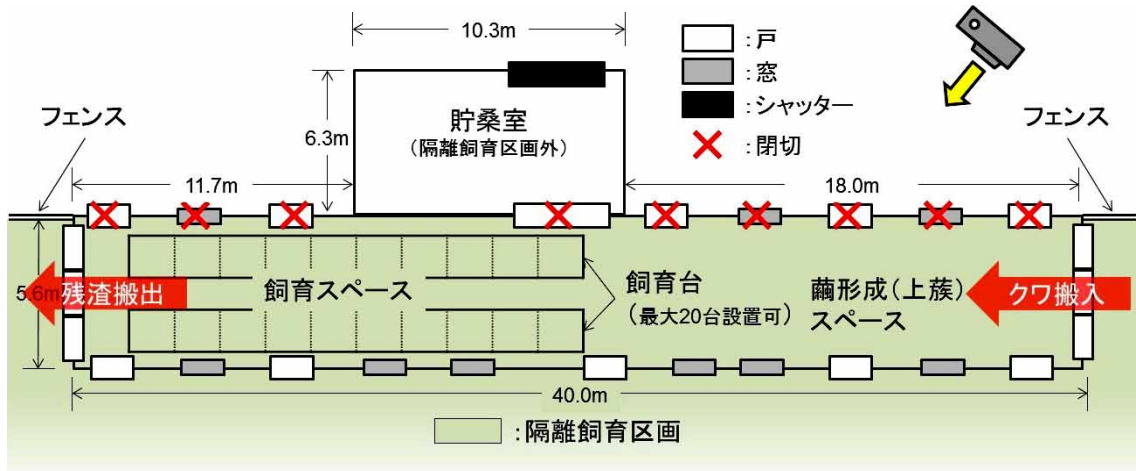 10.3m
：戸
：窓
：シャッター
：閉切
フェンス
6.3m
貯桑室
（隔離飼育区画外）
フェンス
11.7m
18.0m
5.6m
残渣搬出
飼育スペース
飼育台
（最大20台設置可）
繭形成（上蔟）
スペース
クワ搬入
40.0m
：隔離飼育区画